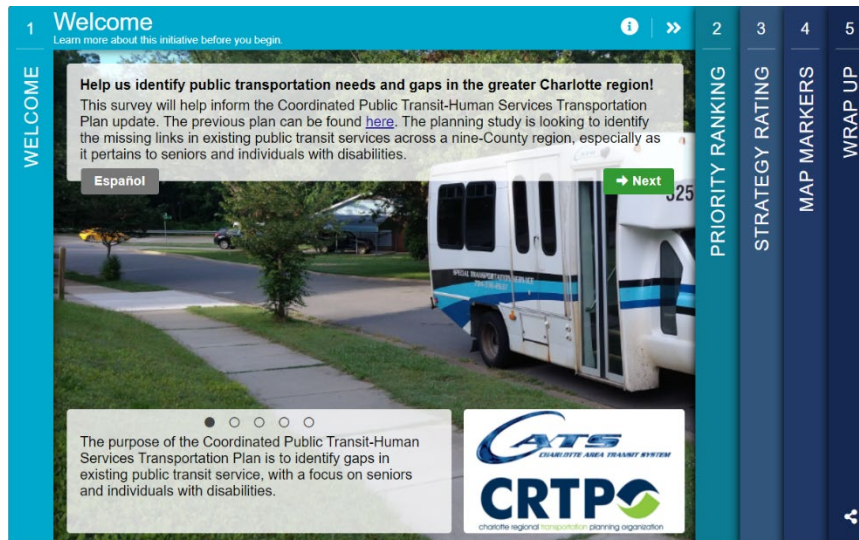 1
WELCOME
Welcome
Learn more about this initiative before you begin.
Help us identify public transportation needs and gaps in the greater Charlotte region!
This survey will help inform the Coordinated Public Transit-Human Services Transportation
Plan update. The previous plan can be found here. The planning study is looking to identify
the missing links in existing public transit services across a nine-County region, especially as
it pertains to seniors and individuals with disabilities.
Español
Next
325
SPECIAL TRANSPORTATION SERVICE
The purpose of the Coordinated Public Transit-Human
Services Transportation Plan is to identify gaps in
existing public transit service, with a focus on seniors
and individuals with disabilities.
CATS
CHARLOTTE AREA TRANSIT SYSTEM
CRTPO
charlotte regional transportation planning organization
2
PRIORITY RANKING
3
STRATEGY RATING
4
MAP MARKERS
5
WRAP UP